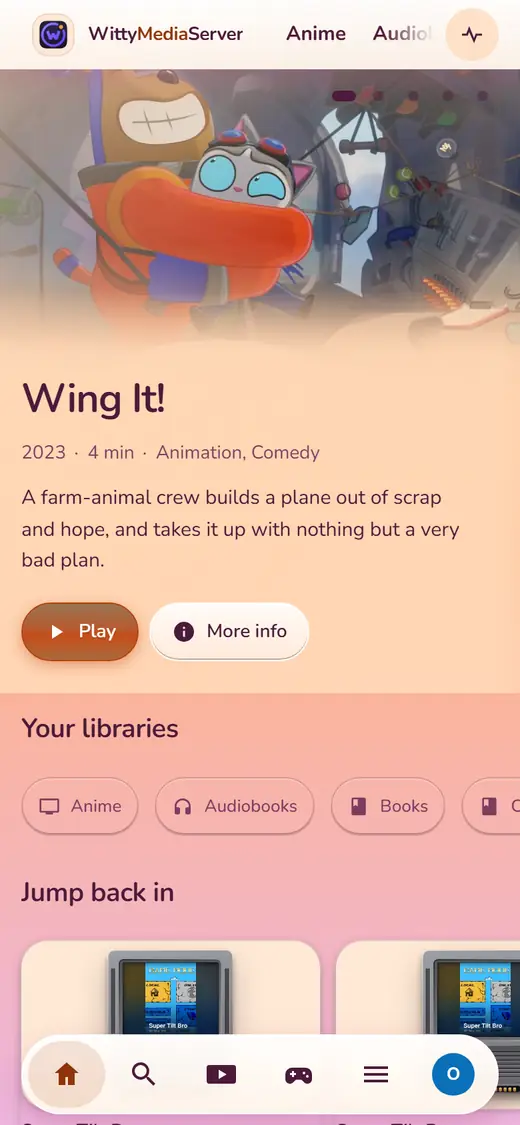 WittyMediaServer
Anime
Wing It!
2023 · 4 min · Animation, Comedy
A farm-animal crew builds a plane out of scrap
and hope, and takes it up with nothing but a very
bad plan.
Play
More info
Your libraries
Anime
Audiobooks
Books
Jump back in
Super Tilt Bro
Super Tilt Bro
O